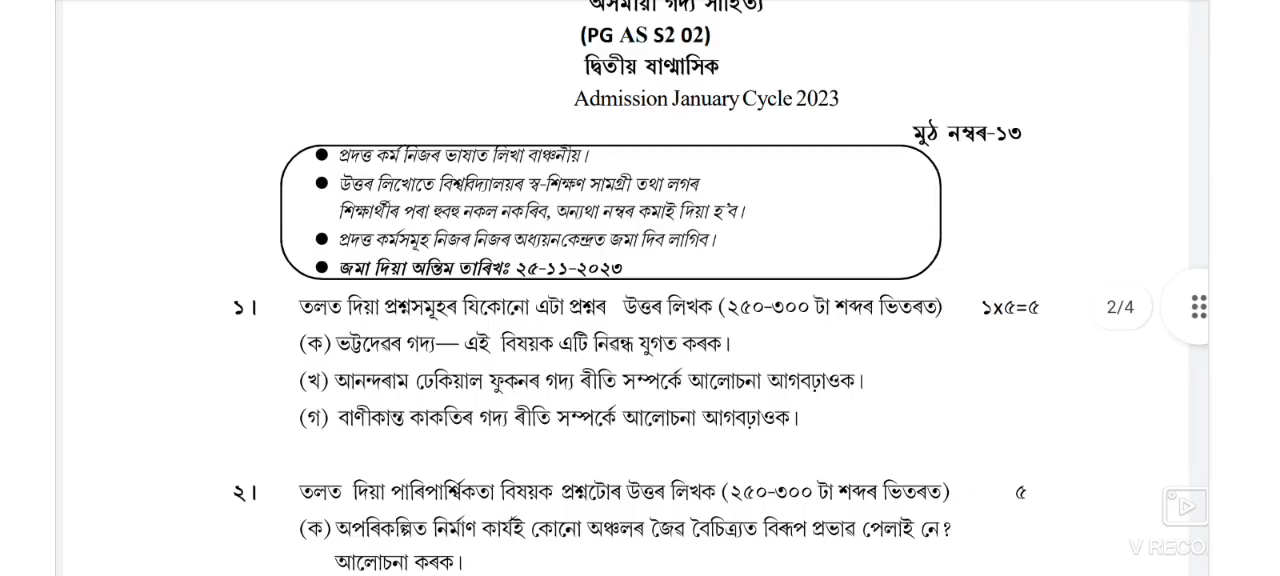 অসমীয়া গদ্য সাহিত্য
(PG AS S2 02)
দ্বিতীয় ষাণ্মাসিক
Admission January Cycle 2023
মুঠ নম্বৰ-১৩
● প্ৰদত্ত কৰ্ম নিজৰ ভাষাত লিখা বাঞ্চনীয়।
● উত্তৰ লিখোতে বিশ্ববিদ্যালয়ৰ স্ব-শিক্ষণ সামগ্ৰী তথা লগৰ
শিক্ষাৰ্থীৰ পৰা হুবহু নকল নকৰিব, অন্যথা নম্বৰ কমাই দিয়া হ'ব।
● প্ৰদত্ত কৰ্মসমূহ নিজৰ নিজৰ অধ্যয়নকেন্দ্ৰত জমা দিব লাগিব।
● জমা দিয়া অন্তিম তাৰিখঃ ২৫-১১-২০২৩
১। তলত দিয়া প্ৰশ্নসমূহৰ যিকোনো এটা প্ৰশ্নৰ উত্তৰ লিখক (২৫০-৩০০ টা শব্দৰ ভিতৰত) ১x৫=৫
2/4
(ক) ভট্টদেৱৰ গদ্য— এই বিষয়ক এটি নিৱন্ধ যুগুত কৰক।
(খ) আনন্দৰাম ঢেকিয়াল ফুকনৰ গদ্য ৰীতি সম্পৰ্কে আলোচনা আগবঢ়াওক।
(গ) বাণীকান্ত কাকতিৰ গদ্য ৰীতি সম্পৰ্কে আলোচনা আগবঢ়াওক।
২। তলত দিয়া পাৰিপাৰ্শ্বিকতা বিষয়ক প্ৰশ্নটোৰ উত্তৰ লিখক (২৫০-৩০০ টা শব্দৰ ভিতৰত) ৫
(ক) অপৰিকল্পিত নিৰ্মাণ কাৰ্যই কোনো অঞ্চলৰ জৈৱ বৈচিত্ৰ্যত বিৰূপ প্ৰভাৱ পেলাই নে?
আলোচনা কৰক।
V RECO